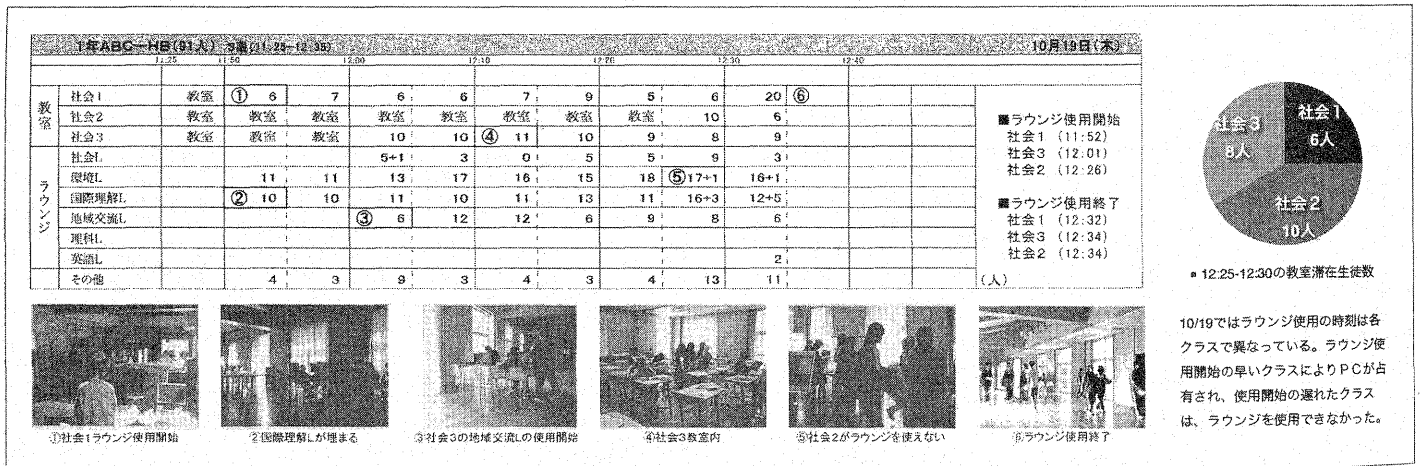 1年ABC-HB(91人) 3限(11:25-12:35) 10月19日(木)
11:25 11:50 12:00 12:10 12:20 12:30 12:40
教室
社会1 教室 ① 6 7 6 6 7 9 5 6 20 ⑥
社会2 教室 教室 教室 教室 教室 教室 教室 教室 10 6
社会3 教室 教室 教室 10 10 ④ 11 10 9 8 9
ラウンジ
社会L 5+1 3 0 5 5 9 3
環境L 11 11 13 17 16 15 18 ⑤ 17+1 16+1
国際理解L ② 10 10 11 10 11 13 11 16+3 12+5
地域交流L ③ 6 12 12 6 9 8 6
理科L
英語L 2
その他 4 3 9 3 4 3 4 13 11 (人)
■ラウンジ使用開始
社会1 (11:52)
社会3 (12:01)
社会2 (12:26)
■ラウンジ使用終了
社会1 (12:32)
社会3 (12:34)
社会2 (12:34)
社会1
6人
社会3
8人
社会2
10人
12:25-12:30の教室滞在生徒数
10/19ではラウンジ使用の時刻は各
クラスで異なっている。ラウンジ使
用開始の早いクラスによりPCが占
有され、使用開始の遅れたクラス
は、ラウンジを使用できなかった。
①社会1ラウンジ使用開始
②国際理解Lが埋まる
③社会3の地域交流Lの使用開始
④社会3教室内
⑤社会2がラウンジを使えない
⑥ラウンジ使用終了